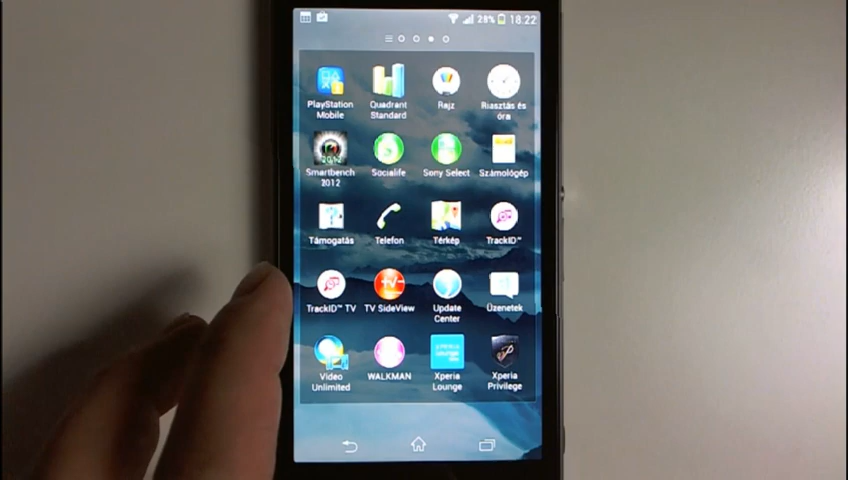 28% 18.22
PlayStation Mobile
Quadrant Standard
Rajz
Riasztás és óra
2012
Smartbench 2012
Socialife
Sony Select
Számológép
Támogatás
Telefon
Térkép
TrackID™
TrackID™ TV
TV SideView
Update Center
Üzenetek
Video Unlimited
WALKMAN
Xperia Lounge
Xperia Privilege